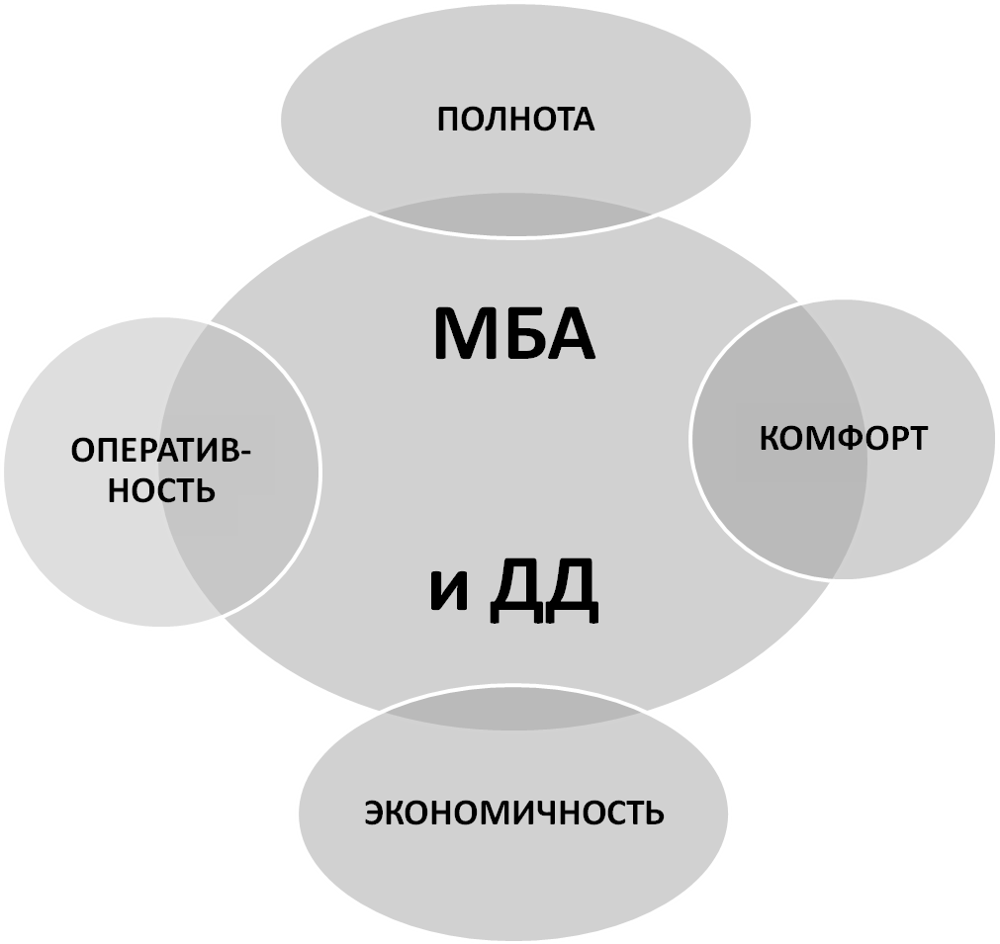 ПОЛНОТА
МБА
ОПЕРАТИВ-
НОСТЬ
КОМФОРТ
и ДД
ЭКОНОМИЧНОСТЬ